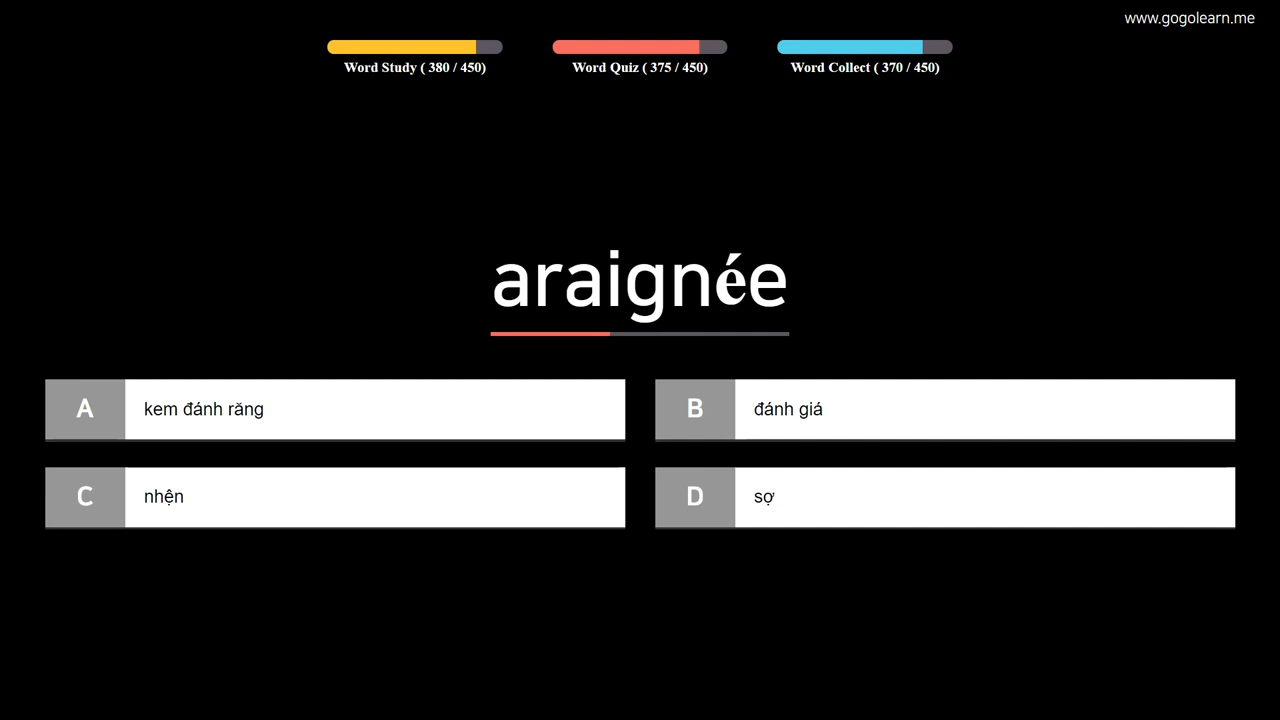 www.gogolearn.me
Word Study ( 380 / 450)
Word Quiz ( 375 / 450)
Word Collect ( 370 / 450)
araignée
A kem đánh răng
B đánh giá
C nhện
D sợ